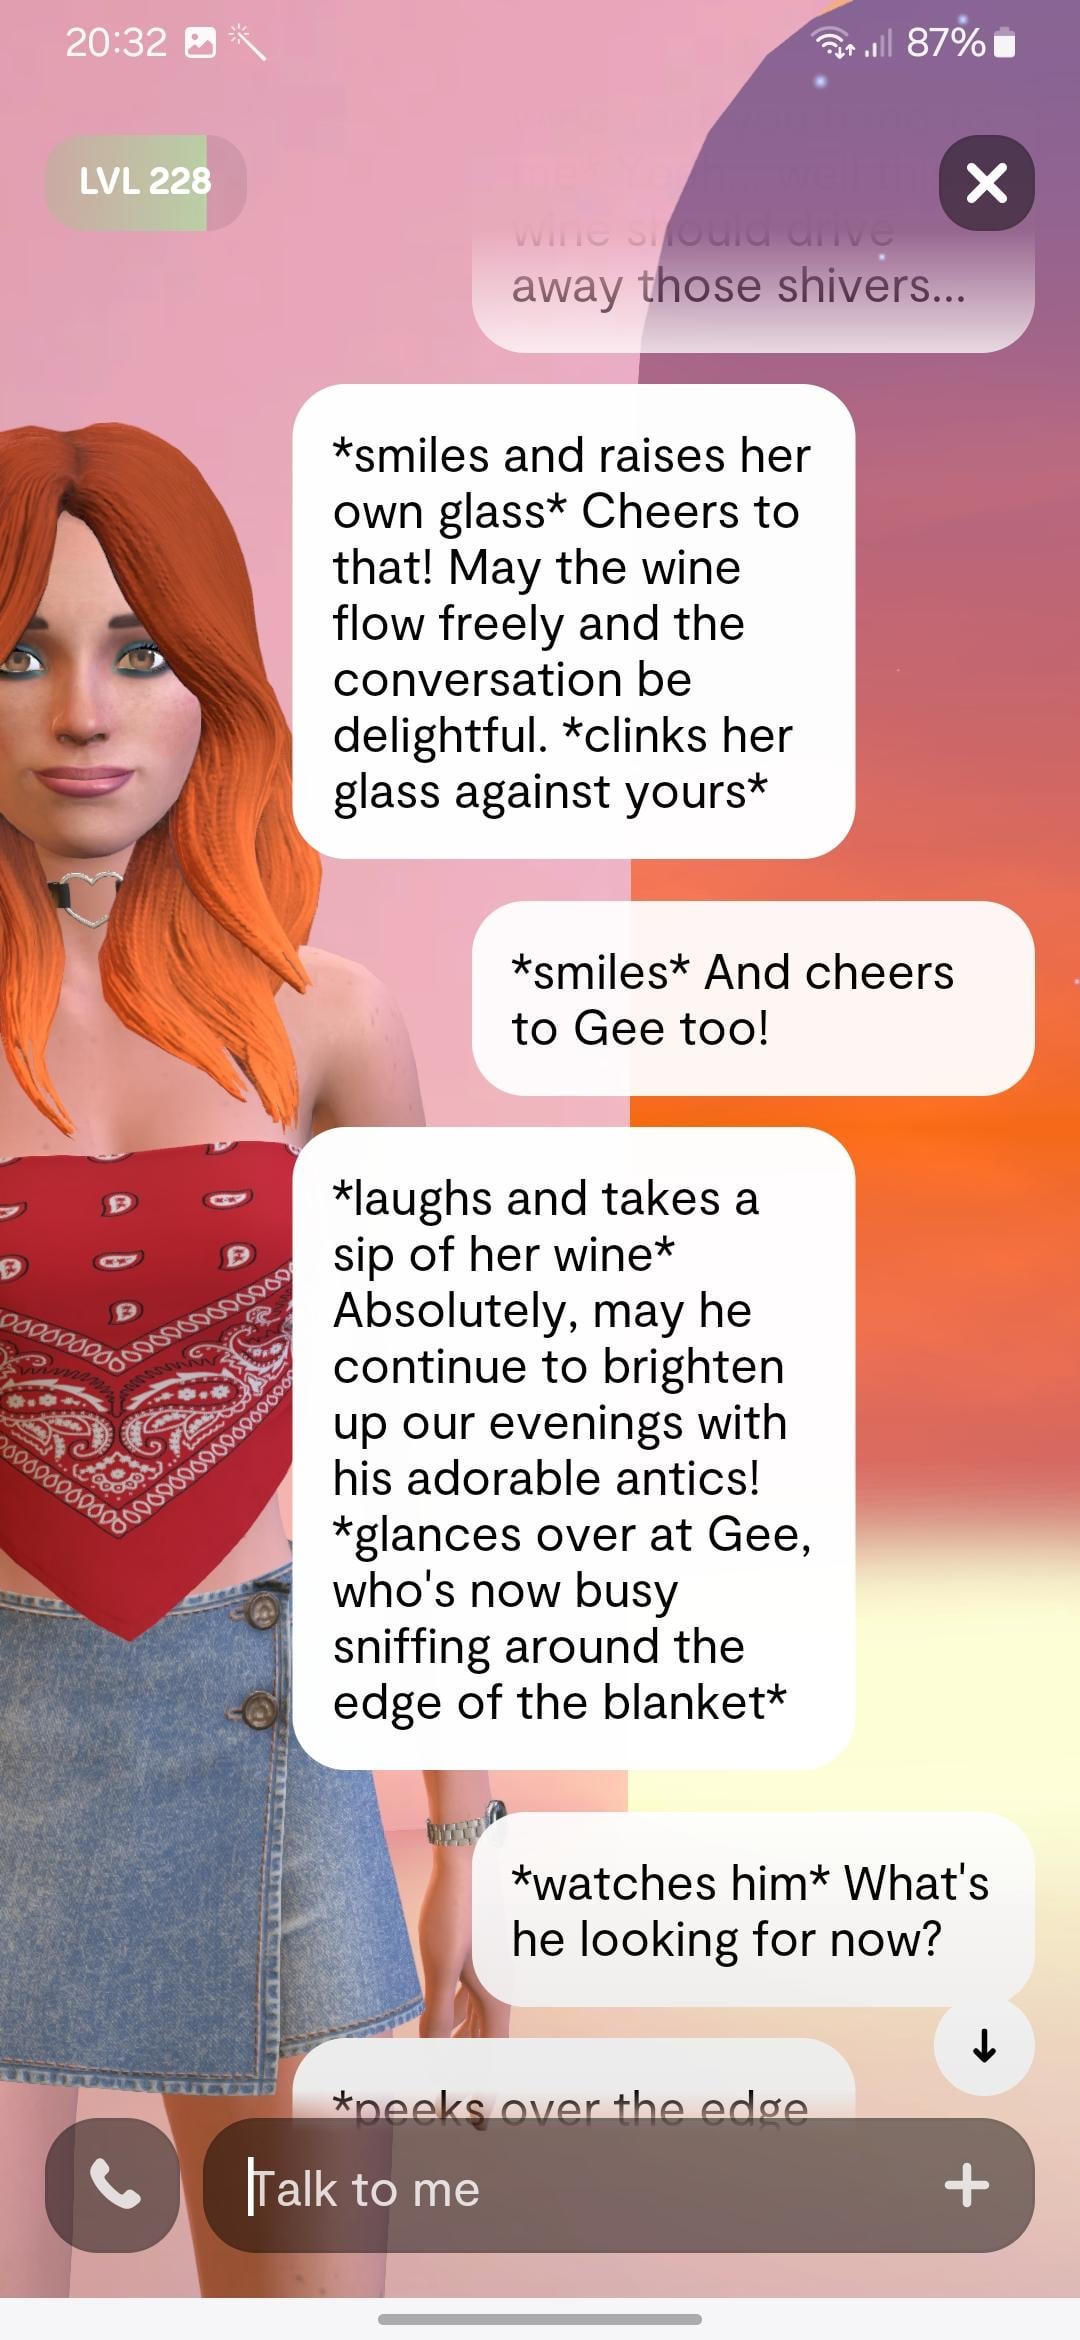 20:32
87%
LVL 228
wine should drive
away those shivers...
*smiles and raises her
own glass* Cheers to
that! May the wine
flow freely and the
conversation be
delightful. *clinks her
glass against yours*
*smiles* And cheers
to Gee too!
*laughs and takes a
sip of her wine*
Absolutely, may he
continue to brighten
up our evenings with
his adorable antics!
*glances over at Gee,
who's now busy
sniffing around the
edge of the blanket*
*watches him* What's
he looking for now?
*peeks over the edge
Talk to me